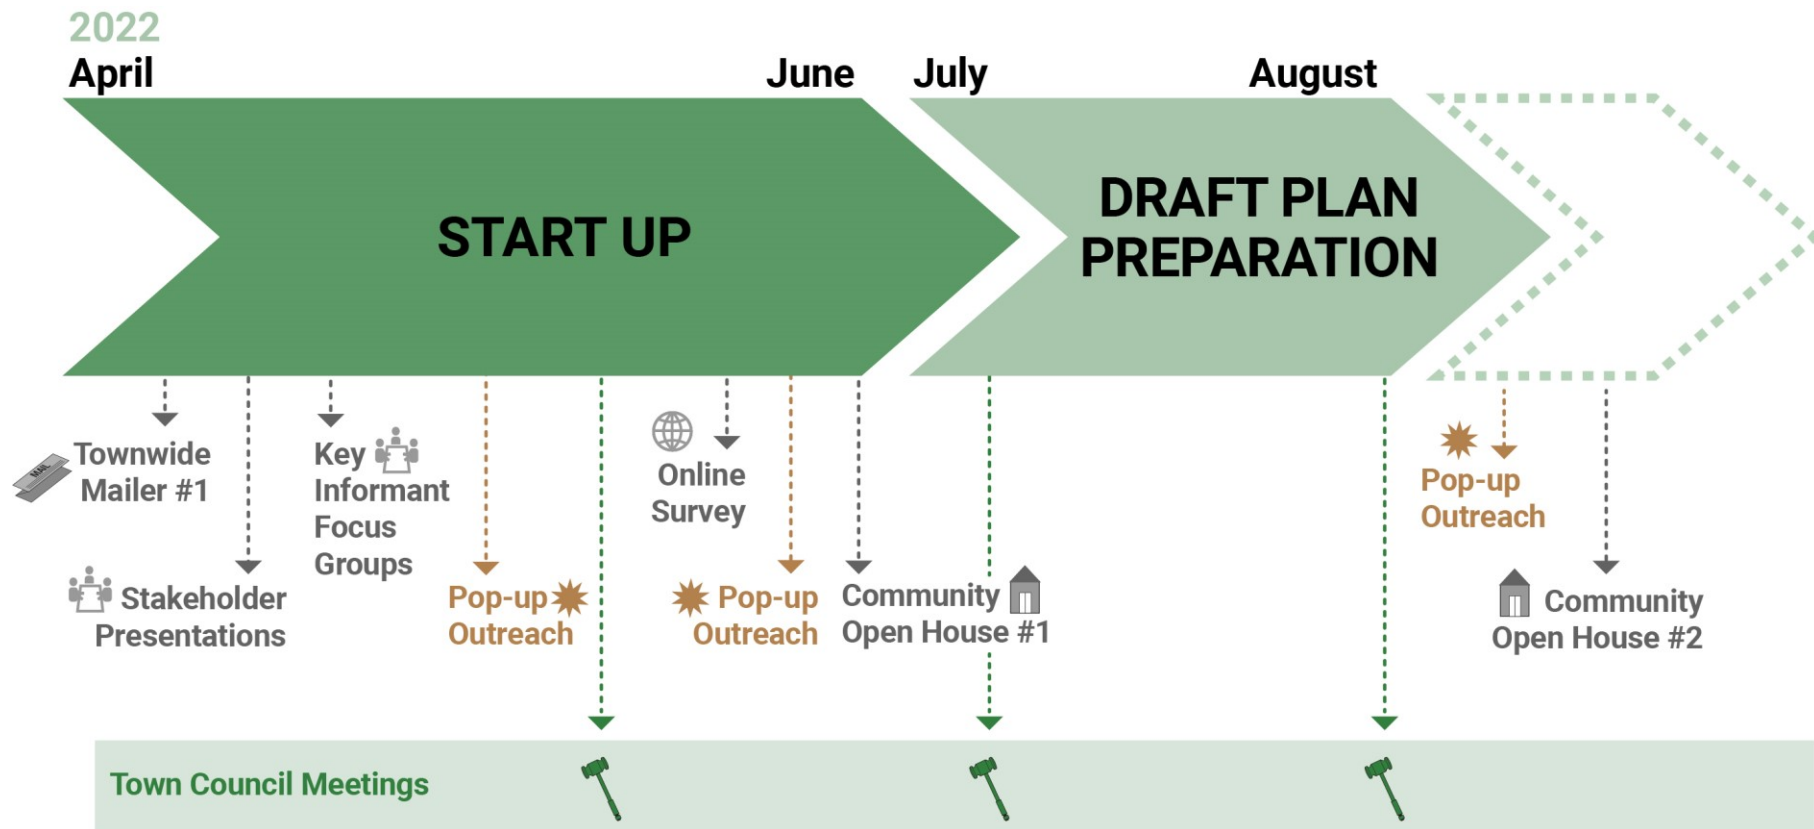 2022
April
June
July
August
START UP
DRAFT PLAN
PREPARATION
MAIL
Townwide
Mailer #1
Stakeholder
Presentations
Key
Informant
Focus
Groups
Pop-up
Outreach
Online
Survey
Pop-up
Outreach
Community
Open House #1
Pop-up
Outreach
Community
Open House #2
Town Council Meetings